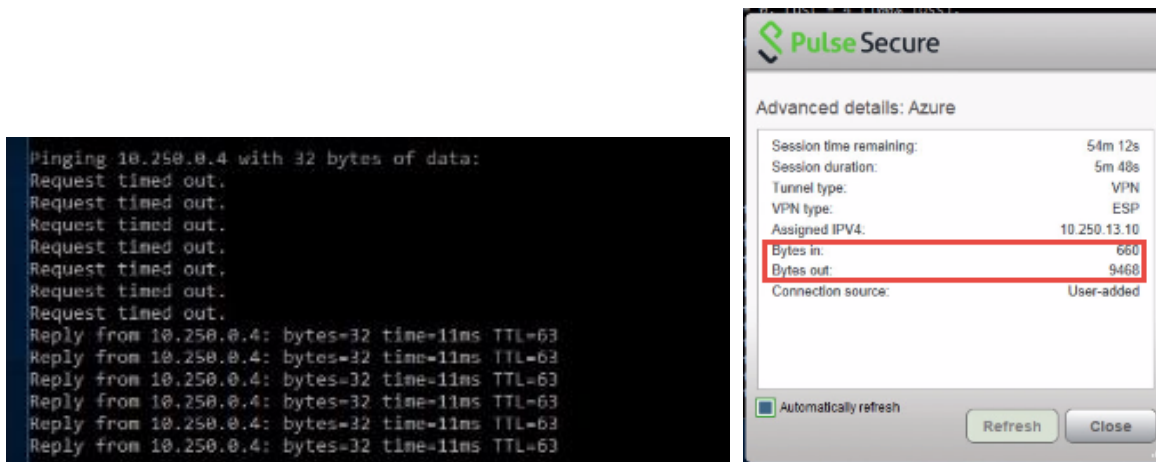 Pinging 10.250.0.4 with 32 bytes of data:
Request timed out.
Request timed out.
Request timed out.
Request timed out.
Request timed out.
Request timed out.
Request timed out.
Reply from 10.250.0.4: bytes=32 time=11ms TTL=63
Reply from 10.250.0.4: bytes=32 time=11ms TTL=63
Reply from 10.250.0.4: bytes=32 time=11ms TTL=63
Reply from 10.250.0.4: bytes=32 time=11ms TTL=63
Reply from 10.250.0.4: bytes=32 time=11ms TTL=63
Reply from 10.250.0.4: bytes=32 time=11ms TTL=63
Pulse Secure
Advanced details: Azure
Session time remaining: 54m 12s
Session duration: 5m 48s
Tunnel type: VPN
VPN type: ESP
Assigned IPV4: 10.250.13.10
Bytes in: 660
Bytes out: 9468
Connection source: User-added
Automatically refresh
Refresh Close